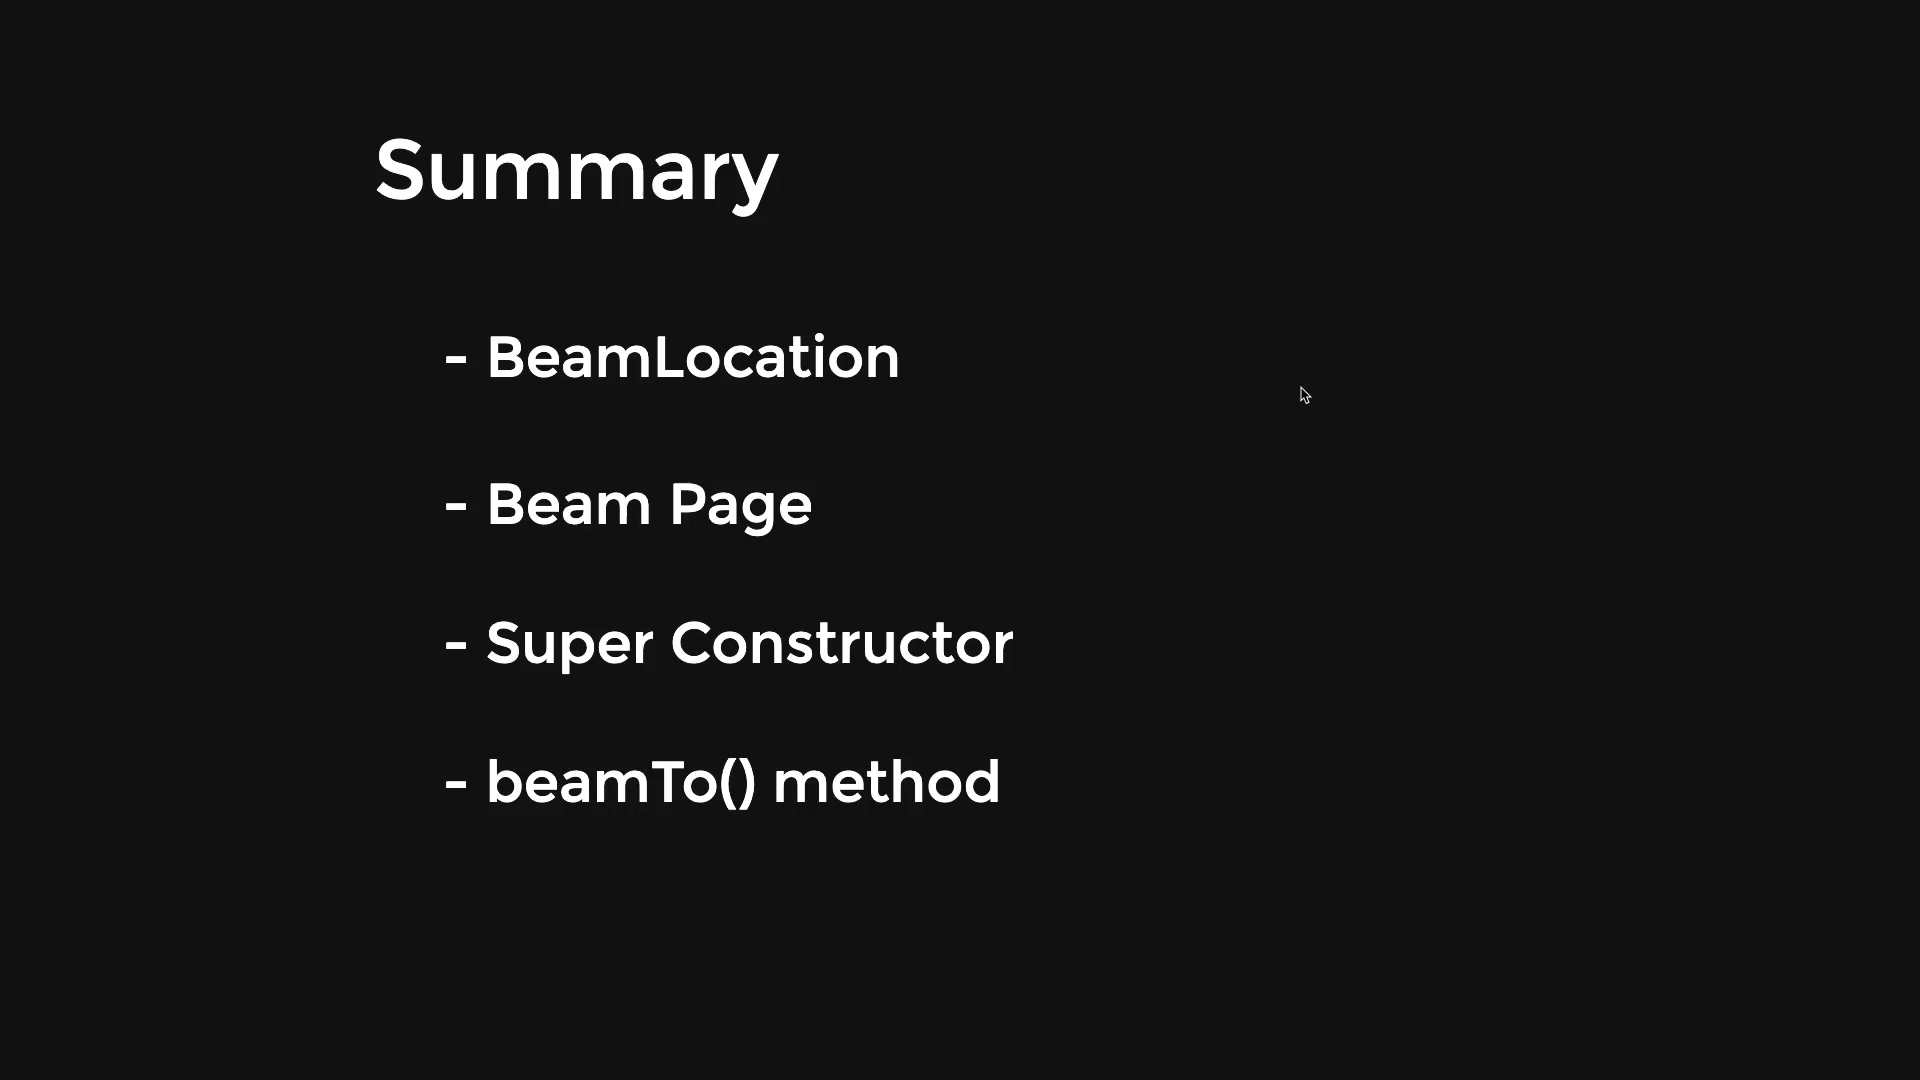 Summary
- BeamLocation
- Beam Page
- Super Constructor
- beamTo() method